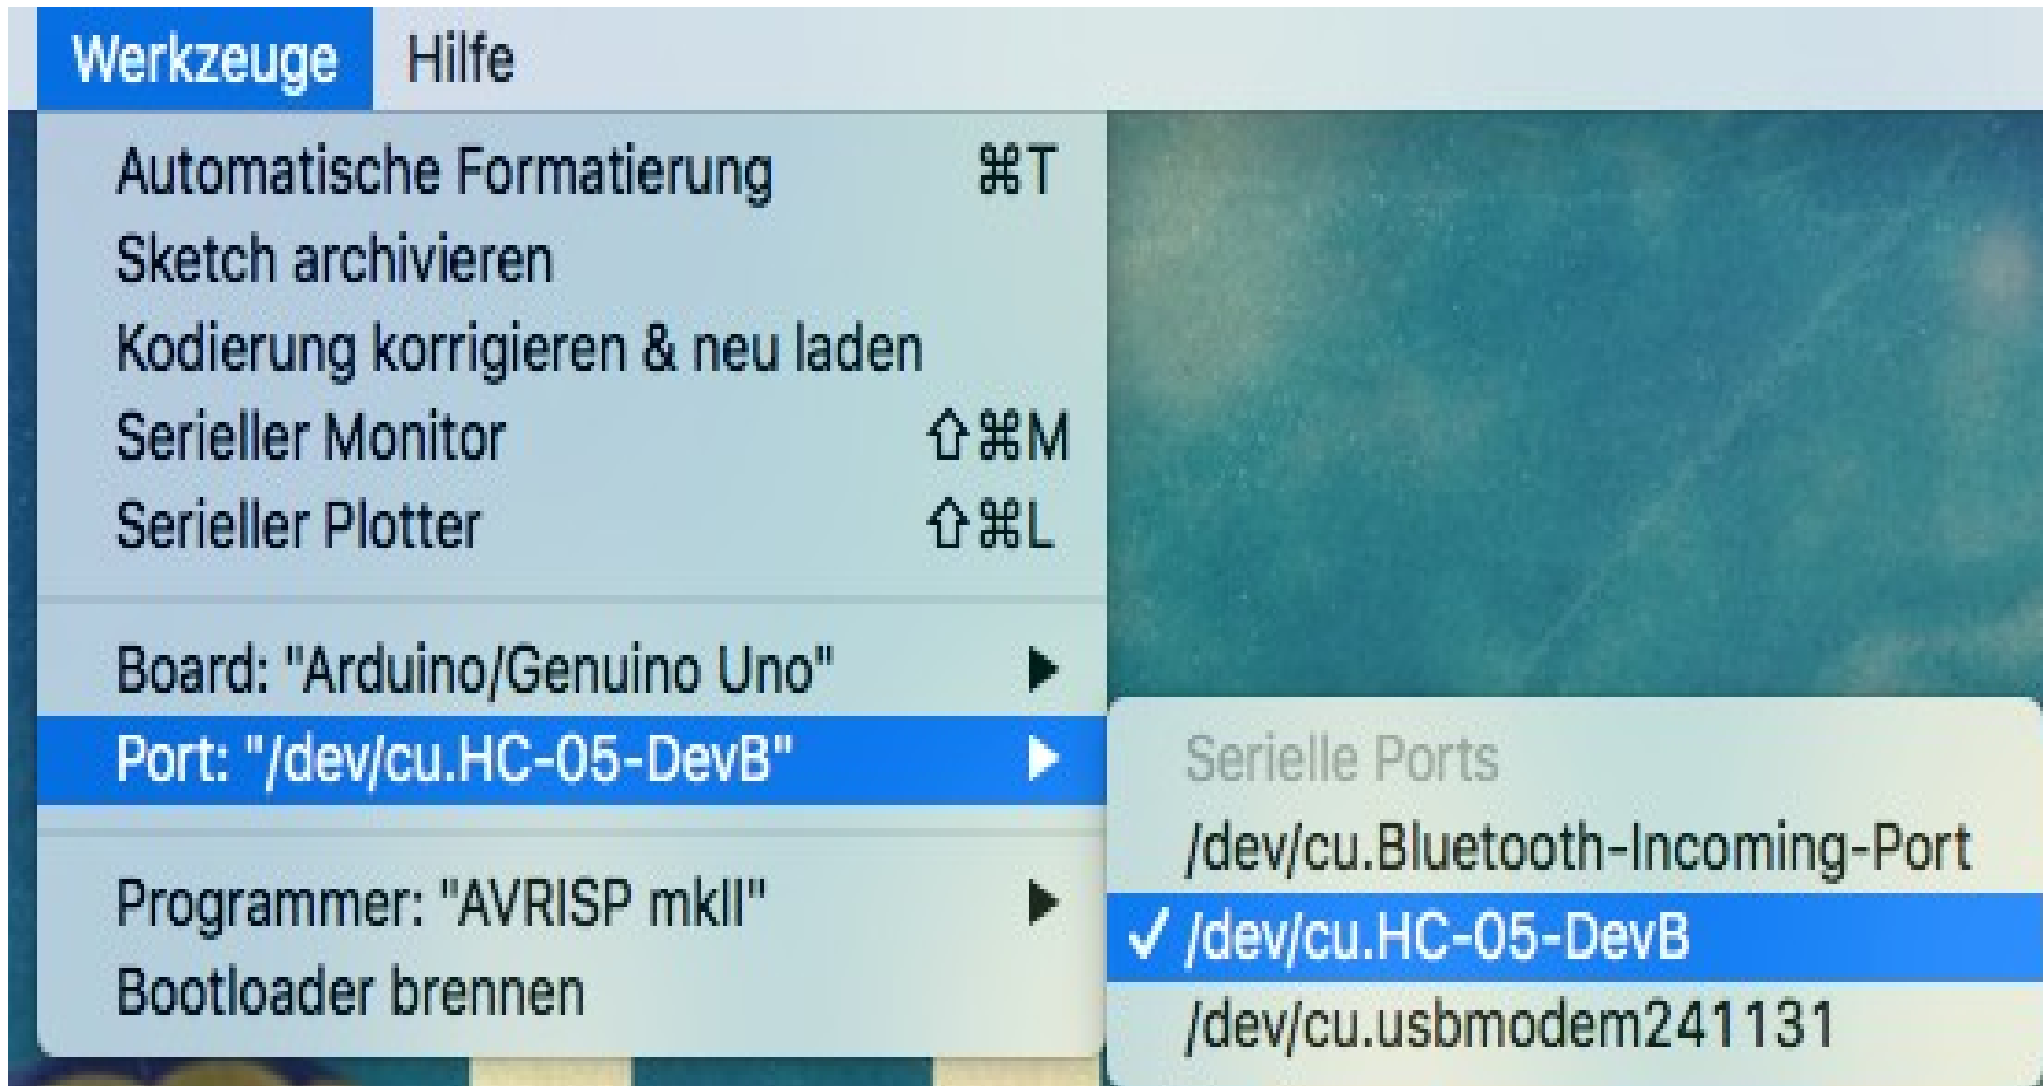 Werkzeuge Hilfe
Automatische Formatierung ⌘T
Sketch archivieren
Kodierung korrigieren & neu laden
Serieller Monitor ⇧⌘M
Serieller Plotter ⇧⌘L
Board: "Arduino/Genuino Uno"
Port: "/dev/cu.HC-05-DevB"
Programmer: "AVRISP mkII"
Bootloader brennen
Serielle Ports
/dev/cu.Bluetooth-Incoming-Port
✓ /dev/cu.HC-05-DevB
/dev/cu.usbmodem241131